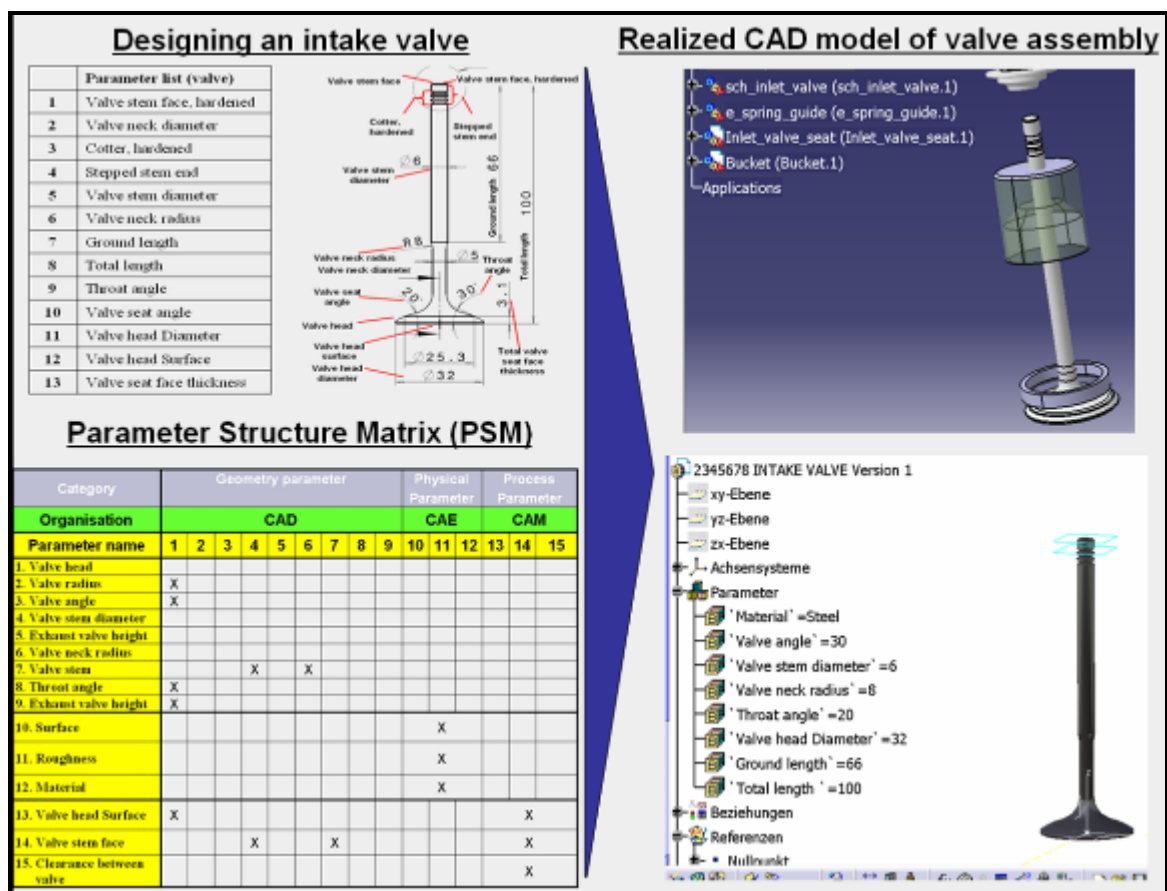 Designing an intake valve
Parameter list (valve)
1 Valve stem face, hardened
2 Valve neck diameter
3 Cotter, hardened
4 Stepped stem end
5 Valve stem diameter
6 Valve neck radius
7 Ground length
8 Total length
9 Throat angle
10 Valve seat angle
11 Valve head Diameter
12 Valve head Surface
13 Valve seat face thickness
Valve stem face
Valve stem face, hardened
Cotter,
hardened
Stepped
stem end
Ø6
Valve stem
diameter
Ground length 66
Total length 100
R8
Valve neck radius
Valve neck diameter
Ø5
Throat
angle
Valve seat
angle
20
30
3.1
Valve head
Valve head
surface
Ø25.3
Valve head
diameter
Ø32
Total valve
seat face
thickness
Parameter Structure Matrix (PSM)
Category Geometry parameter Physical Parameter Process Parameter
Organisation CAD CAE CAM
Parameter name 1 2 3 4 5 6 7 8 9 10 11 12 13 14 15
1. Valve head
2. Valve radius X
3. Valve angle X
4. Valve stem diameter
5. Exhaust valve height
6. Valve neck radius
7. Valve stem X X
8. Throat angle X
9. Exhaust valve height X
10. Surface X
11. Roughness X
12. Material X
13. Valve head Surface X X
14. Valve stem face X X X
15. Clearance between
valve X
Realized CAD model of valve assembly
sch_inlet_valve (sch_inlet_valve.1)
e_spring_guide (e_spring_guide.1)
Inlet_valve_seat (Inlet_valve_seat.1)
Bucket (Bucket.1)
Applications
2345678 INTAKE VALVE Version 1
xy-Ebene
yz-Ebene
zx-Ebene
Achsensysteme
Parameter
`Material`=Steel
`Valve angle`=30
`Valve stem diameter`=6
`Valve neck radius`=8
`Throat angle`=20
`Valve head Diameter`=32
`Ground length`=66
`Total length`=100
Beziehungen
Referenzen
Nullpunkt